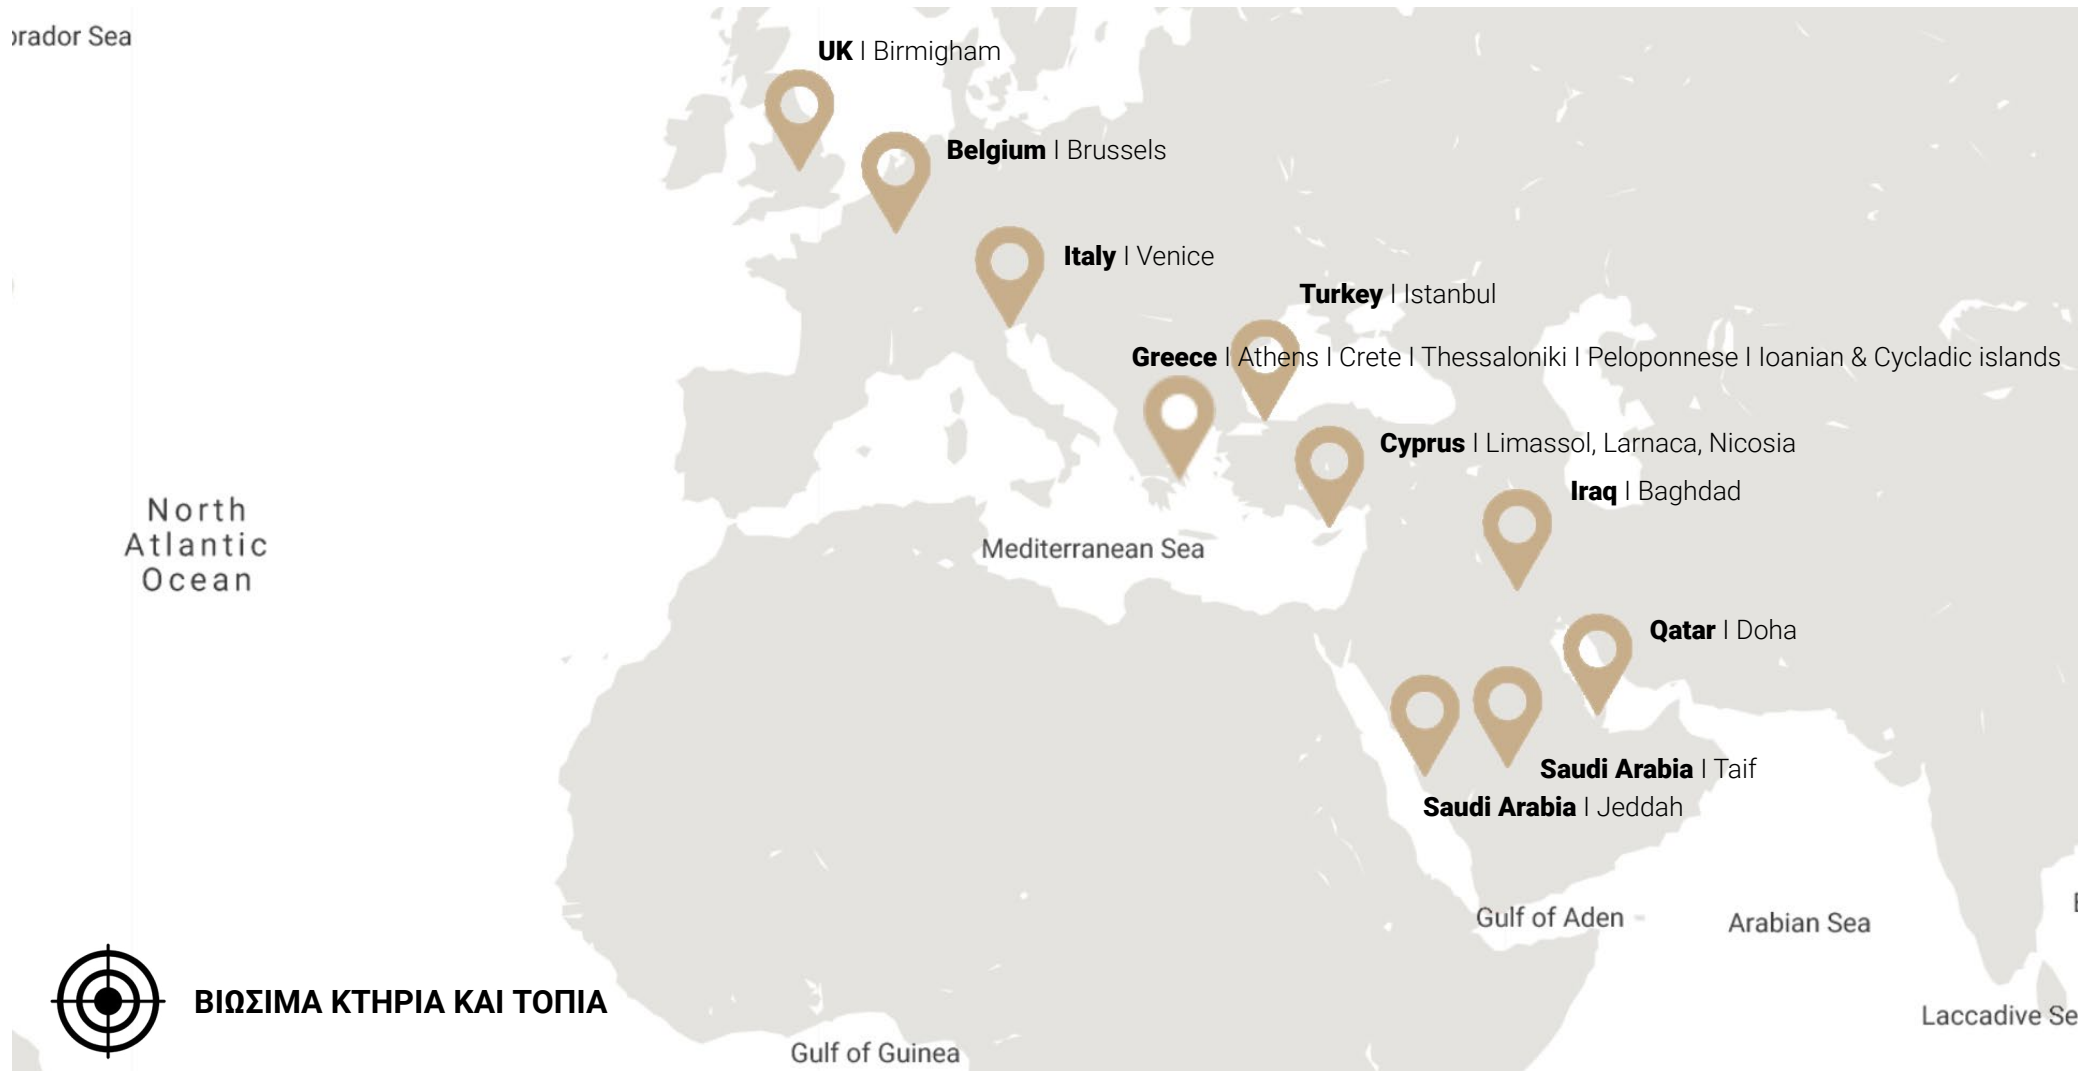 UK | Birmigham
Belgium | Brussels
Italy | Venice
Turkey | Istanbul
Greece | Athens | Crete | Thessaloniki | Peloponnese | Ioanian & Cycladic islands
Cyprus | Limassol, Larnaca, Nicosia
Iraq | Baghdad
North
Atlantic
Ocean
Mediterranean Sea
Qatar | Doha
Saudi Arabia | Taif
Saudi Arabia | Jeddah
Gulf of Aden
Arabian Sea
ΒΙΩΣΙΜΑ ΚΤΗΡΙΑ ΚΑΙ ΤΟΠΙΑ
Laccadive Se
Gulf of Guinea